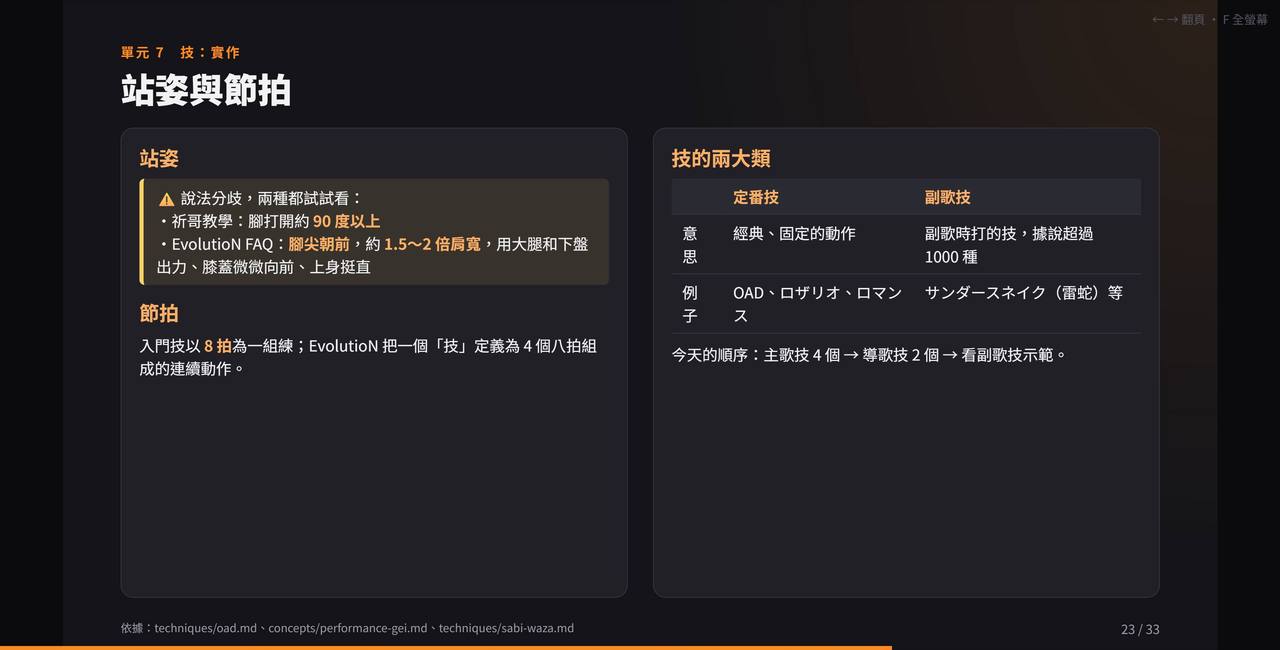 ← → 翻頁 · F 全螢幕
單元 7 技：實作
站姿與節拍
站姿
⚠ 說法分歧，兩種都試試看：
・祈哥教學：腳打開約 90 度以上
・EvolutioN FAQ：腳尖朝前，約 1.5～2 倍肩寬，用大腿和下盤
出力、膝蓋微微向前、上身挺直
節拍
入門技以 8 拍為一組練；EvolutioN 把一個「技」定義為 4 個八拍組
成的連續動作。
技的兩大類
定番技 副歌技
意 經典、固定的動作 副歌時打的技，據說超過
思 1000 種
例 OAD、ロザリオ、ロマン サンダースネイク（雷蛇）等
子 ス
今天的順序：主歌技 4 個 → 導歌技 2 個 → 看副歌技示範。
依據：techniques/oad.md、concepts/performance-gei.md、techniques/sabi-waza.md
23 / 33